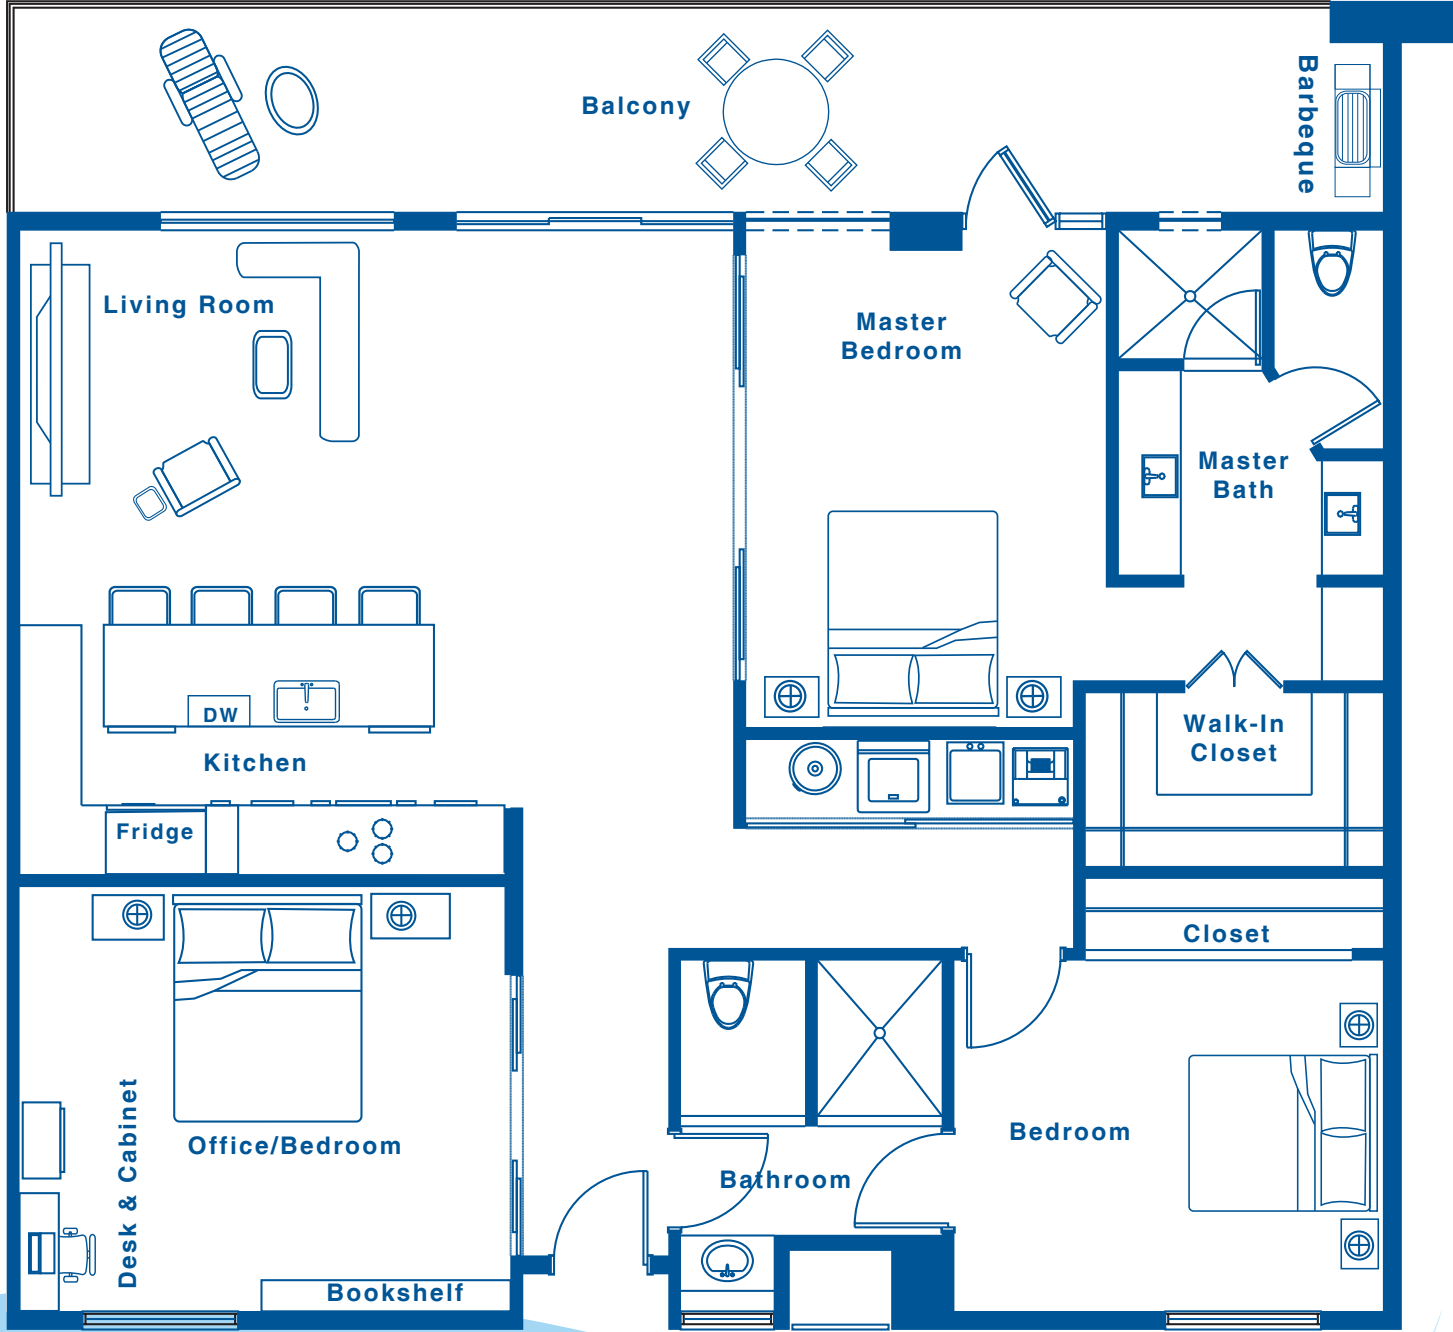 Balcony
Barbeque
Living Room
Master
Bedroom
Master
Bath
DW
Kitchen
Walk-In
Closet
Fridge
Closet
Desk & Cabinet
Office/Bedroom
Bedroom
Bathroom
Bookshelf